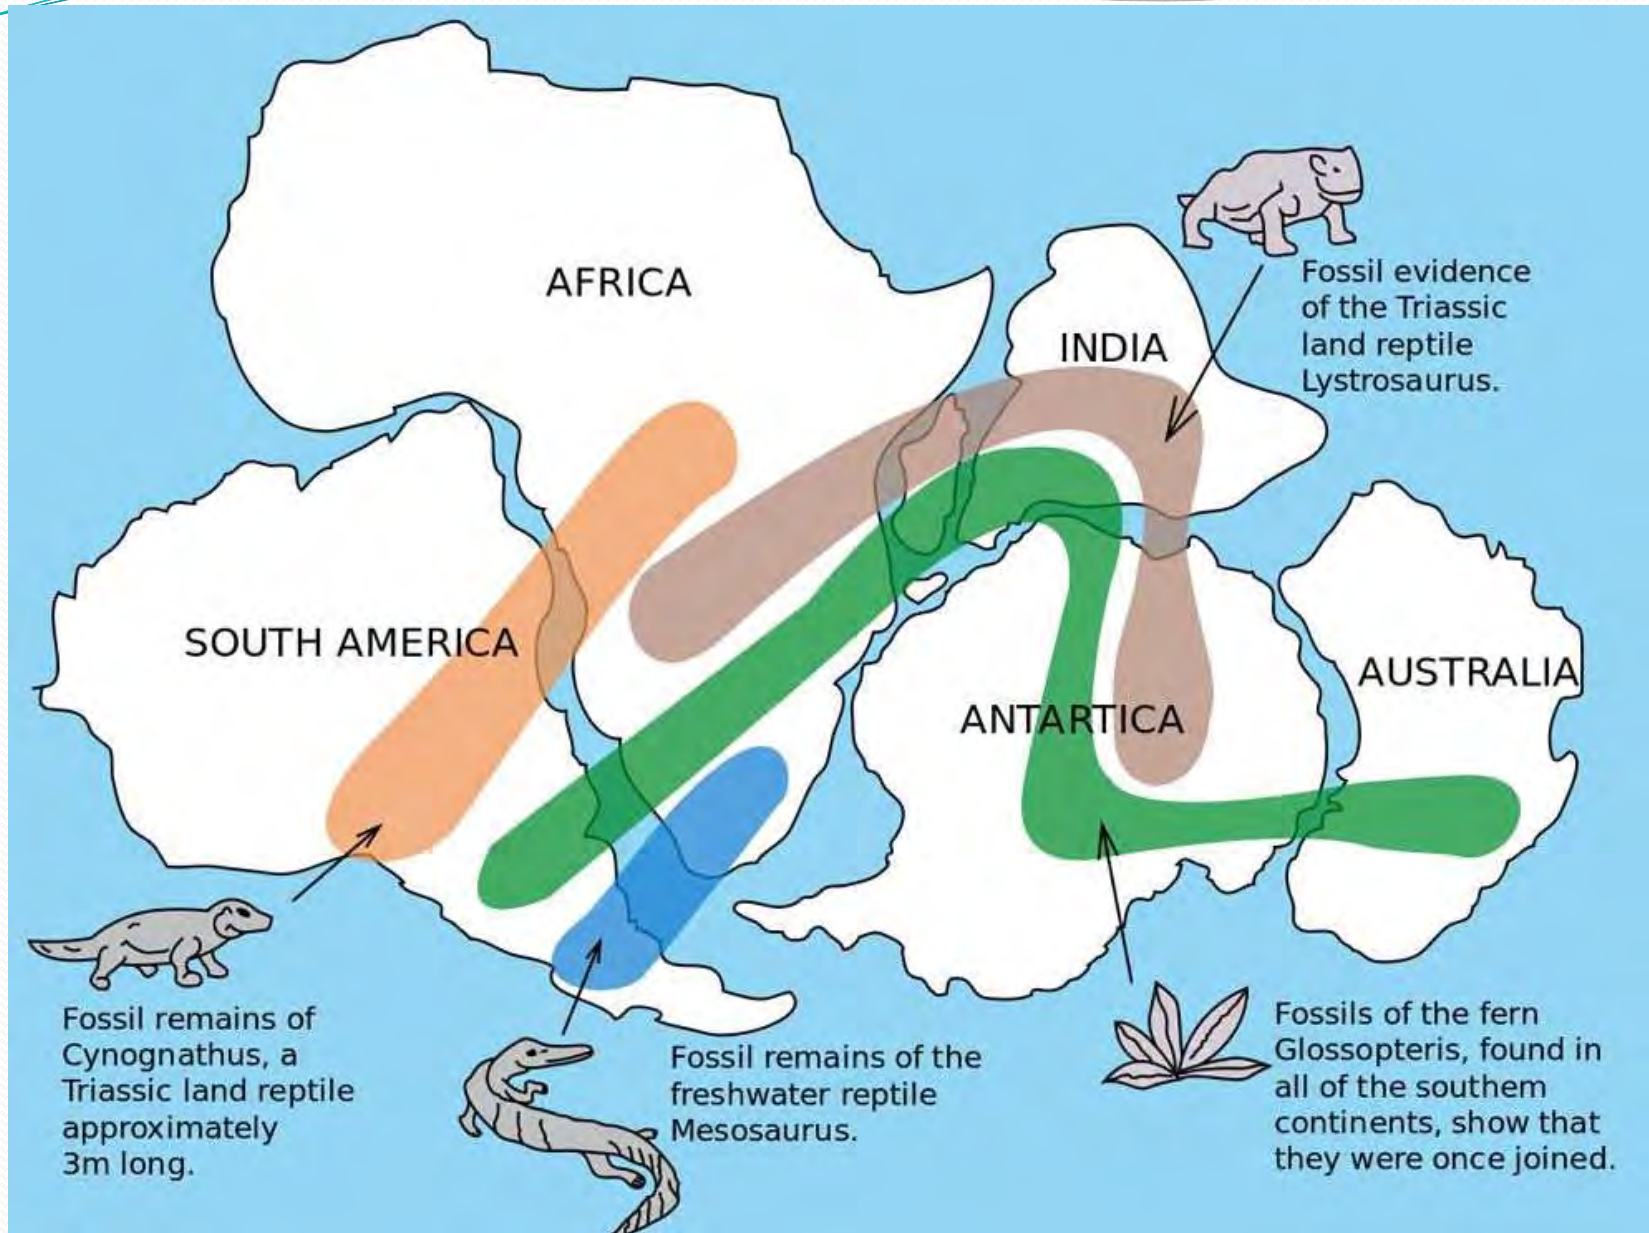 AFRICA
INDIA
Fossil evidence
of the Triassic
land reptile
Lystrosaurus.
SOUTH AMERICA
ANTARTICA
AUSTRALIA
Fossil remains of
Cynognathus, a
Triassic land reptile
approximately
3m long.
Fossil remains of the
freshwater reptile
Mesosaurus.
Fossils of the fern
Glossopteris, found in
all of the southem
continents, show that
they were once joined.